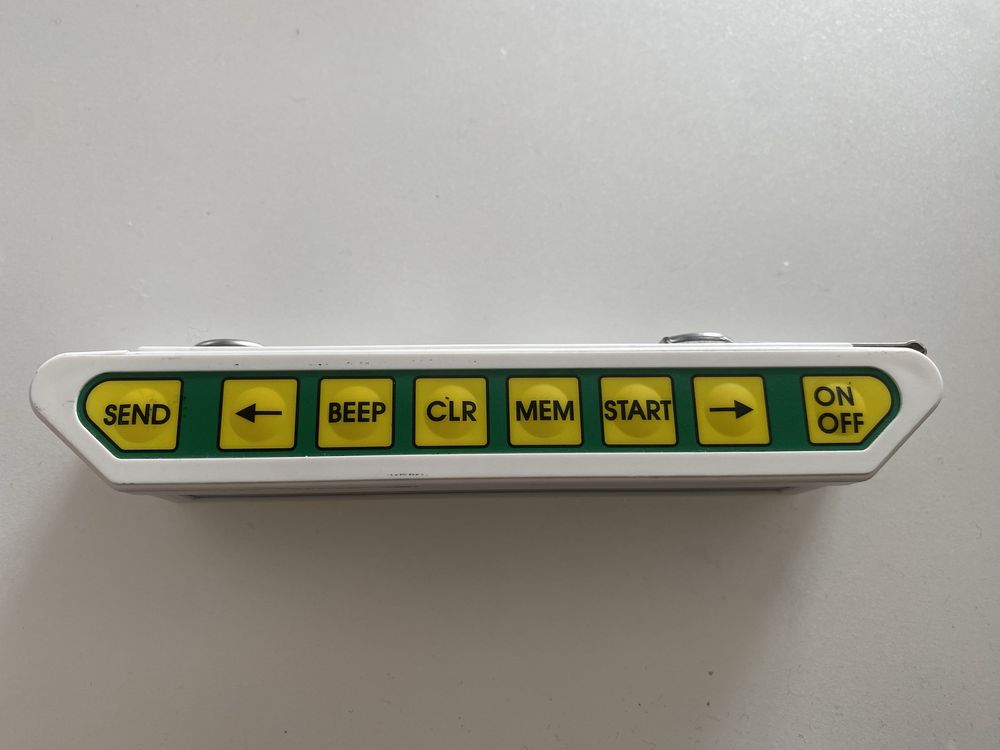 SEND ← BEEP CLR MEM START → ON
OFF